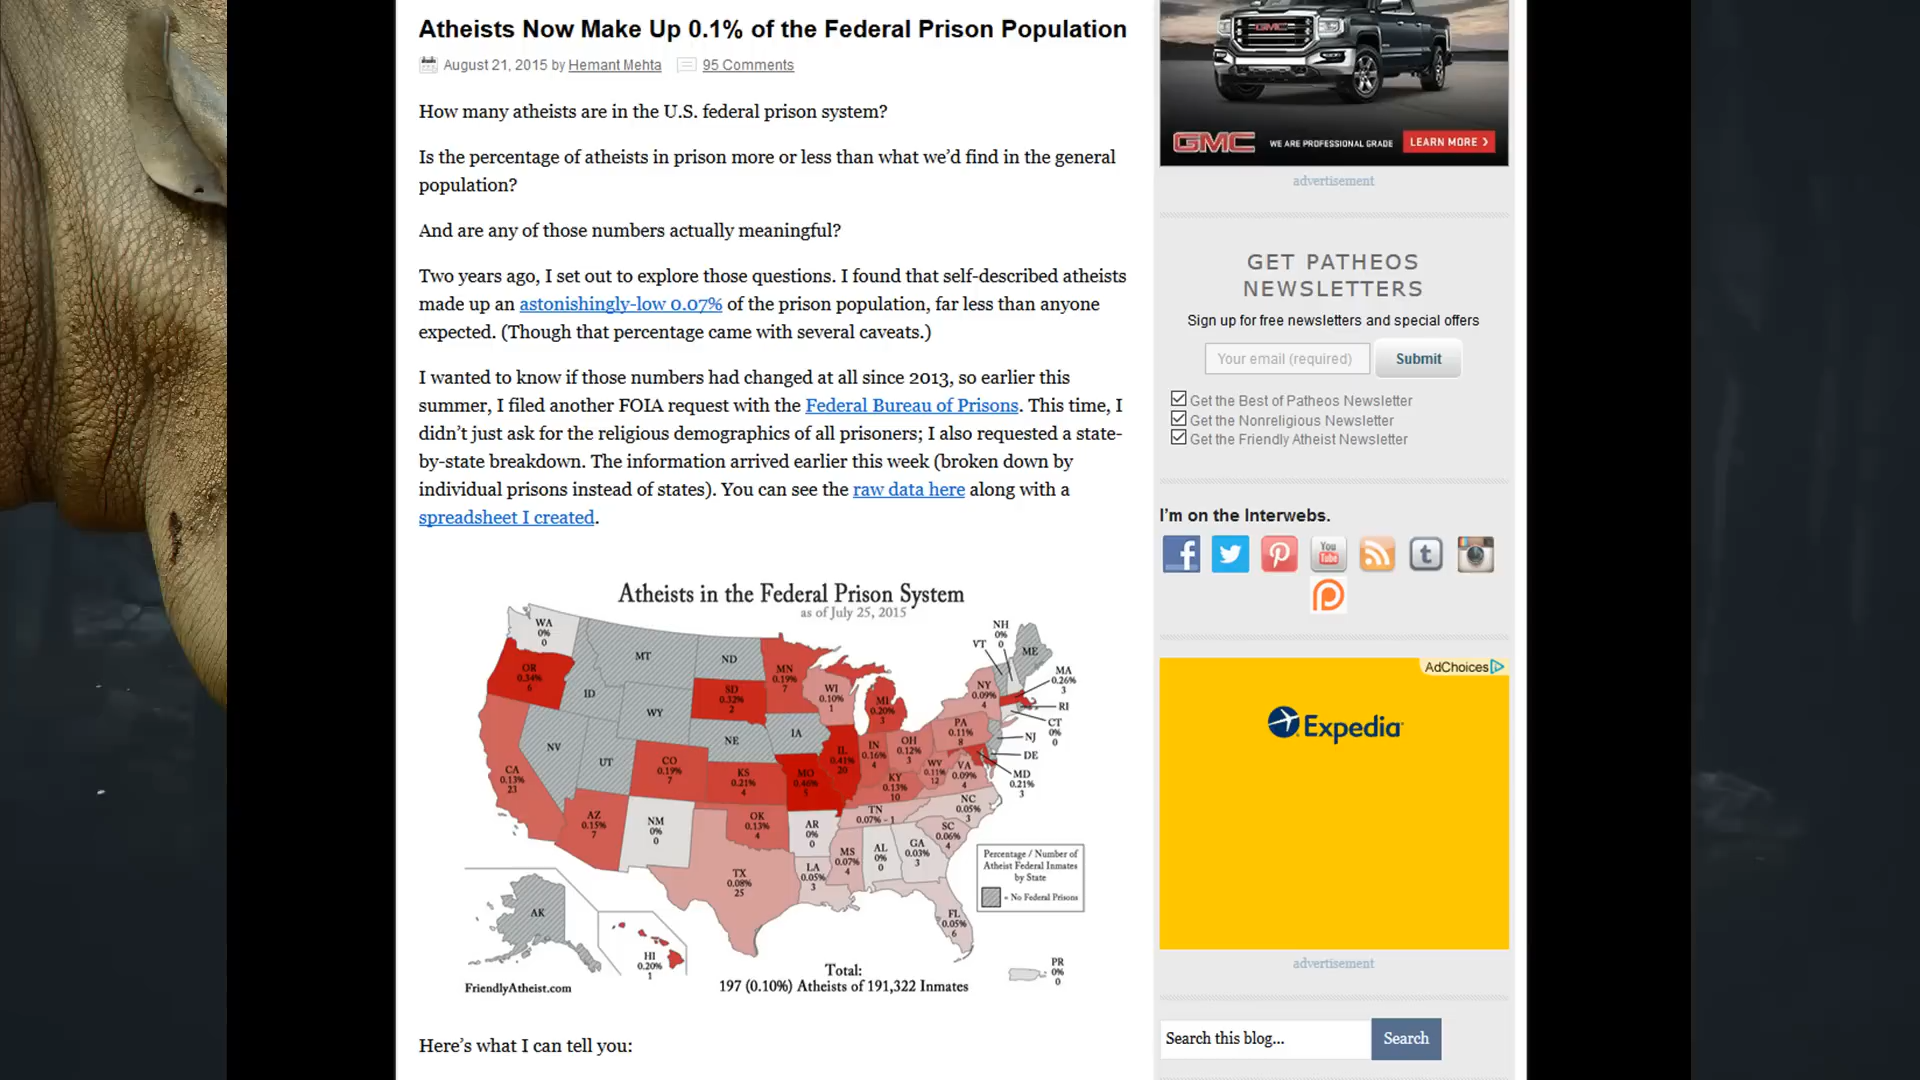 Atheists Now Make Up 0.1% of the Federal Prison Population
August 21, 2015 by Hemant Mehta
95 Comments
How many atheists are in the U.S. federal prison system?
Is the percentage of atheists in prison more or less than what we'd find in the general
population?
And are any of those numbers actually meaningful?
Two years ago, I set out to explore those questions. I found that self-described atheists
made up an astonishingly-low 0.07% of the prison population, far less than anyone
expected. (Though that percentage came with several caveats.)
I wanted to know if those numbers had changed at all since 2013, so earlier this
summer, I filed another FOIA request with the Federal Bureau of Prisons. This time, I
didn't just ask for the religious demographics of all prisoners; I also requested a state-
by-state breakdown. The information arrived earlier this week (broken down by
individual prisons instead of states). You can see the raw data here along with a
spreadsheet I created.
Atheists in the Federal Prison System
as of July 25, 2015
WA
0%
0
OR
0.34%
6
MT
ID
WY
NV
UT
CA
0.13%
23
AZ
0.15%
7
NM
0%
0
CO
0.19%
7
ND
SD
0.32%
2
NE
KS
0.21%
4
OK
0.13%
4
TX
0.08%
25
MN
0.19%
7
IA
MO
0.46%
5
AR
0%
0
LA
0.05%
3
WI
0.10%
1
IL
0.41%
20
MI
0.20%
3
IN
0.16%
4
OH
0.12%
3
KY
0.13%
10
TN
0.07% - 1
MS
0.07%
4
AL
0%
0
GA
0.03%
3
FL
0.05%
6
SC
0.06%
4
NC
0.05%
3
VA
0.09%
4
WV
0.11%
12
PA
0.11%
8
NY
0.09%
4
VT
NH
0%
0
ME
MA
0.26%
3
RI
CT
0%
0
NJ
DE
MD
0.21%
3
AK
HI
0.20%
1
PR
0%
0
Percentage / Number of
Atheist Federal Inmates
by State
= No Federal Prisons
Total:
197 (0.10%) Atheists of 191,322 Inmates
FriendlyAtheist.com
Here's what I can tell you:
GMC
GMC
WE ARE PROFESSIONAL GRADE
LEARN MORE >
advertisement
GET PATHEOS
NEWSLETTERS
Sign up for free newsletters and special offers
Your email (required)
Submit
Get the Best of Patheos Newsletter
Get the Nonreligious Newsletter
Get the Friendly Atheist Newsletter
I'm on the Interwebs.
You
Tube
AdChoices
Expedia
advertisement
Search this blog...
Search